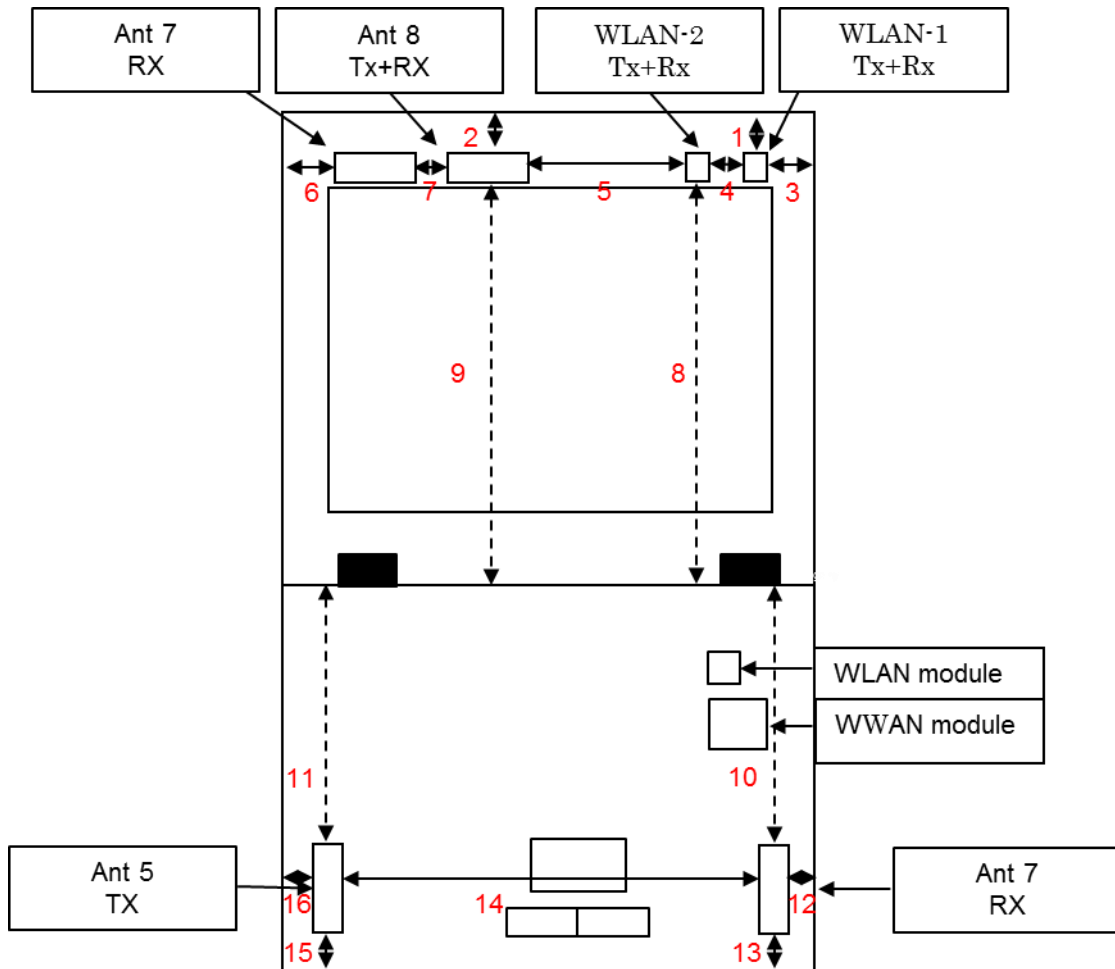 Ant 7
RX
Ant 8
Tx+RX
WLAN-2
Tx+Rx
WLAN-1
Tx+Rx
2
1
6
7
5
4
3
9
8
WLAN module
WWAN module
11
10
Ant 5
TX
16
14
12
Ant 7
RX
15
13